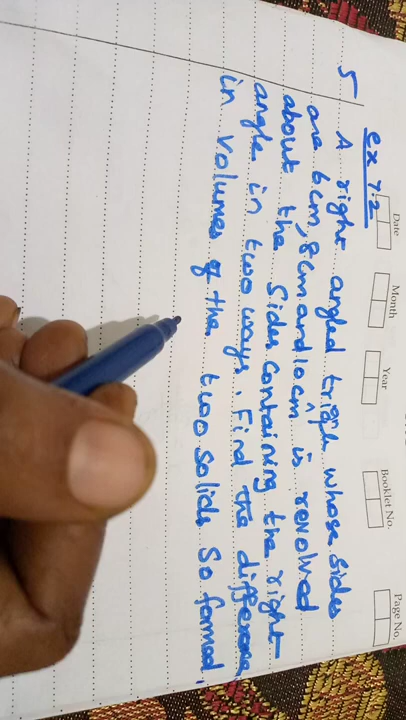 Date Month Year Booklet No. Page No.
Ex 7.2
5 A right angled triangle whose sides
are 6cm, 8cm and 10cm is revolved
about the sides containing the right
angle in two ways. Find the difference
in volumes of the two solids so formed.